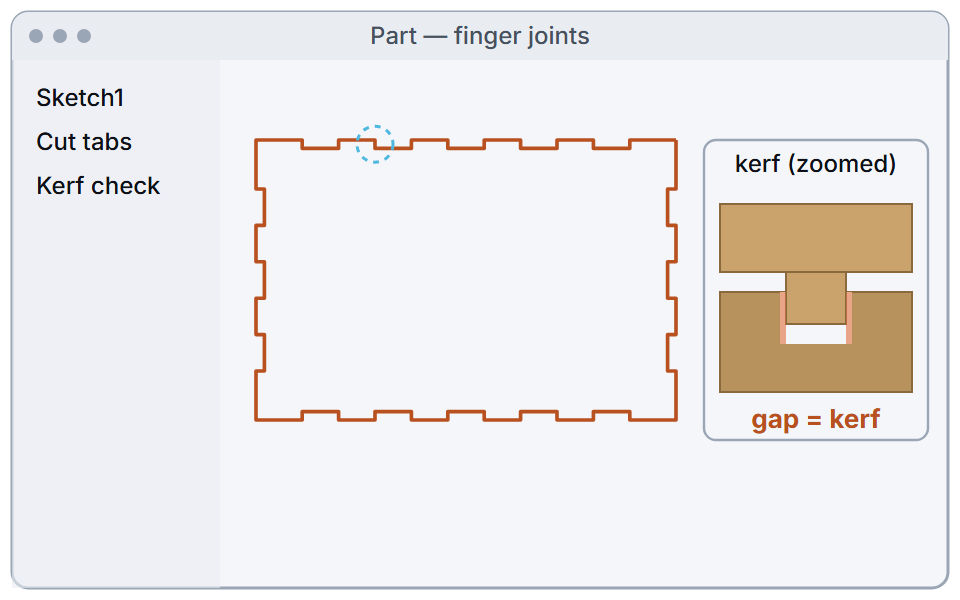 Part — finger joints
Sketch1
Cut tabs
Kerf check
kerf (zoomed)
gap = kerf